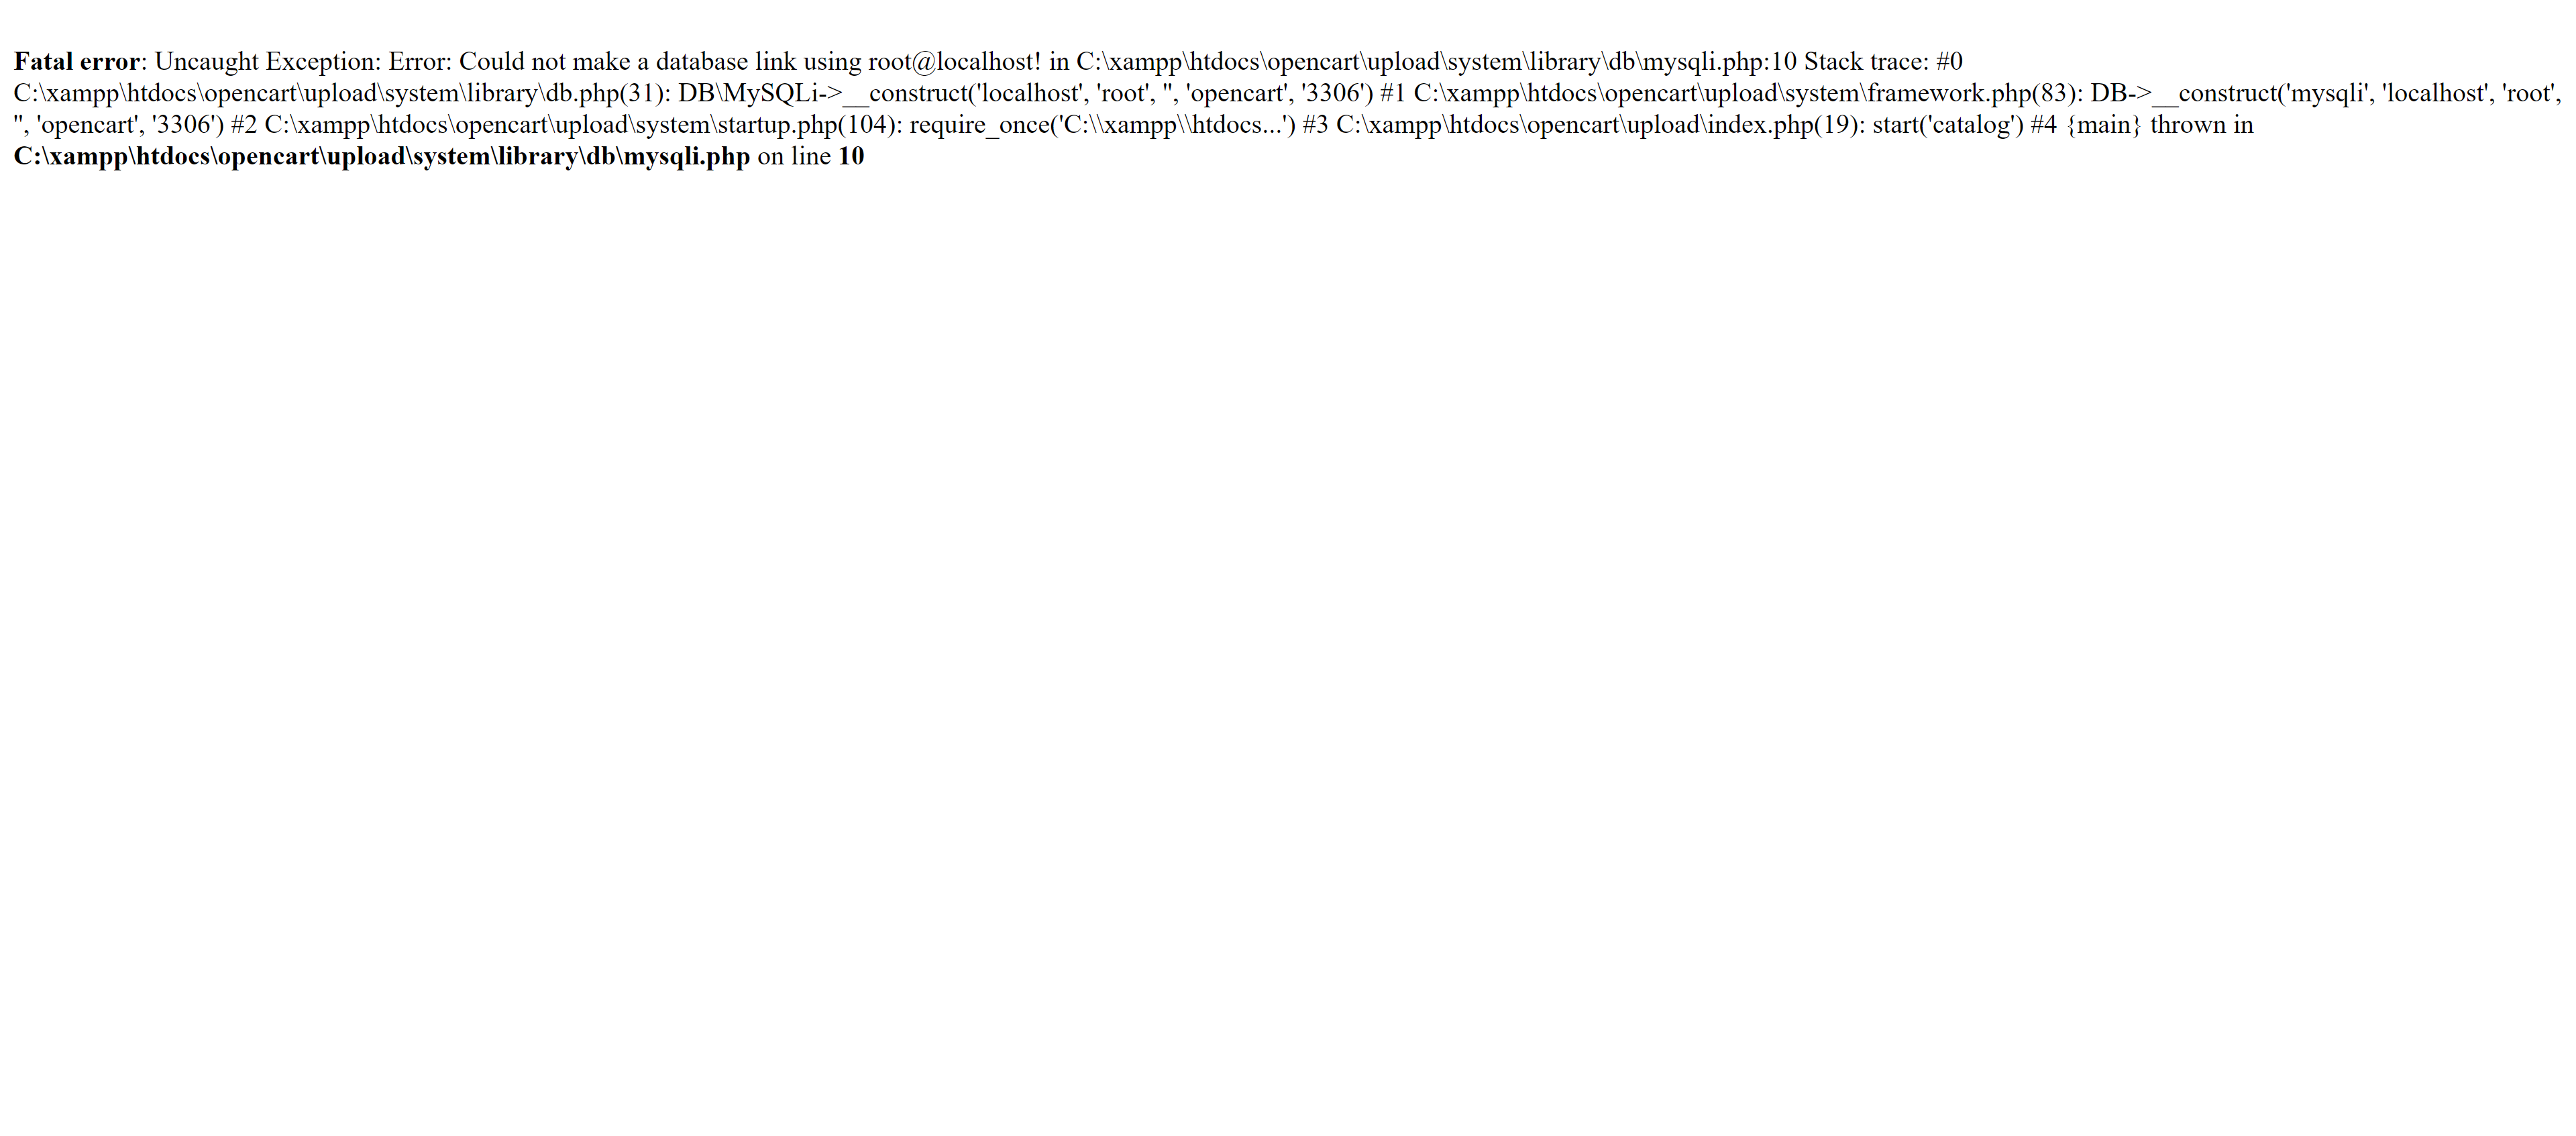 Fatal error: Uncaught Exception: Error: Could not make a database link using root@localhost! in C:\xampp\htdocs\opencart\upload\system\library\db\mysqli.php:10 Stack trace: #0
C:\xampp\htdocs\opencart\upload\system\library\db.php(31): DB\MySQLi->__construct('localhost', 'root', '', 'opencart', '3306') #1 C:\xampp\htdocs\opencart\upload\system\framework.php(83): DB->__construct('mysqli', 'localhost', 'root',
'', 'opencart', '3306') #2 C:\xampp\htdocs\opencart\upload\system\startup.php(104): require_once('C:\\xampp\\htdocs...') #3 C:\xampp\htdocs\opencart\upload\index.php(19): start('catalog') #4 {main} thrown in
C:\xampp\htdocs\opencart\upload\system\library\db\mysqli.php on line 10